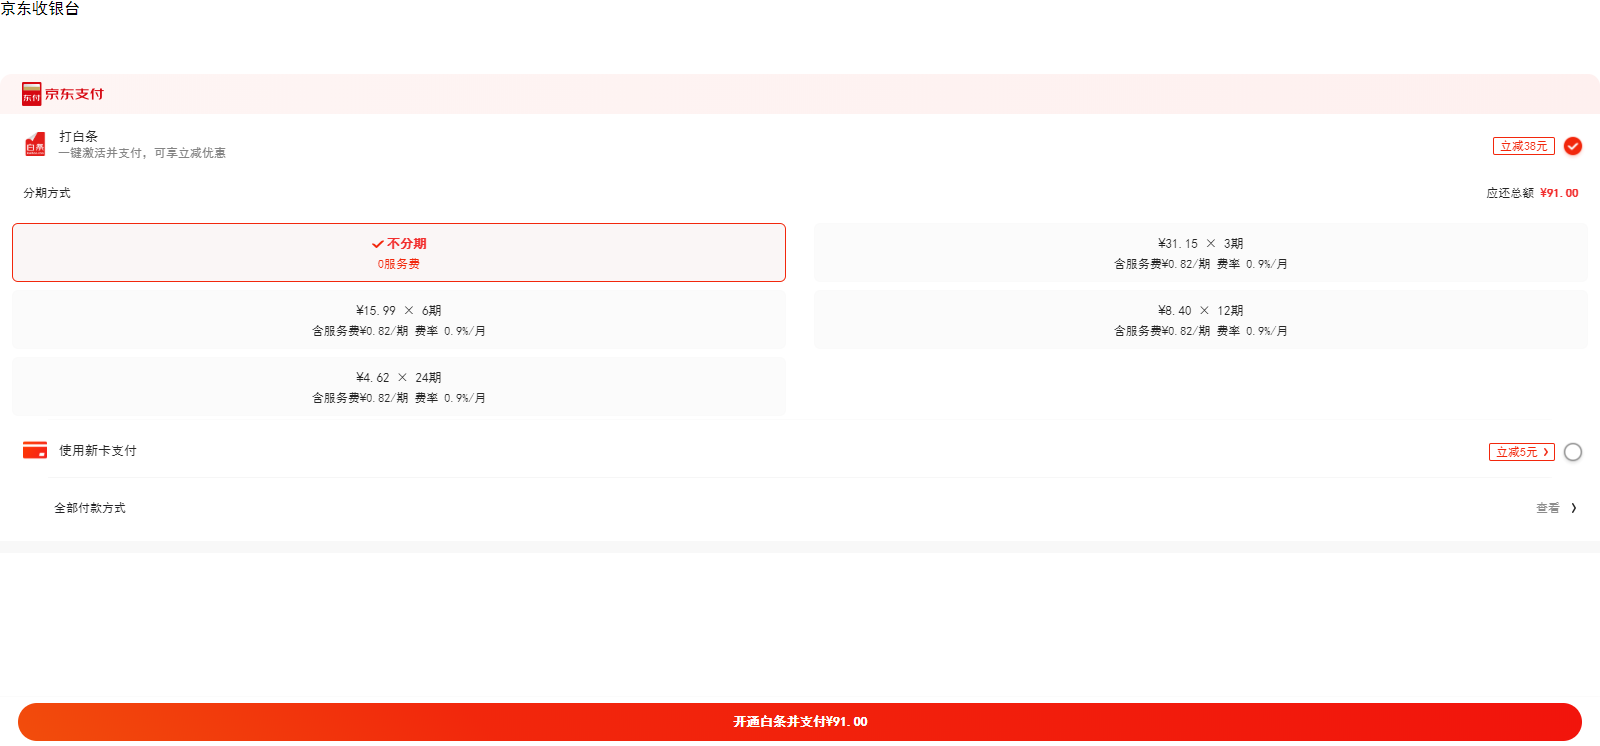 京东收银台
东付 京东支付
白条
打白条
一键激活并支付，可享立减优惠
立减38元
分期方式
应还总额 ¥91.00
不分期
0服务费
¥31.15 × 3期
含服务费¥0.82/期 费率 0.9%/月
¥15.99 × 6期
含服务费¥0.82/期 费率 0.9%/月
¥8.40 × 12期
含服务费¥0.82/期 费率 0.9%/月
¥4.62 × 24期
含服务费¥0.82/期 费率 0.9%/月
使用新卡支付
立减5元 >
全部付款方式
查看 >
开通白条并支付¥91.00